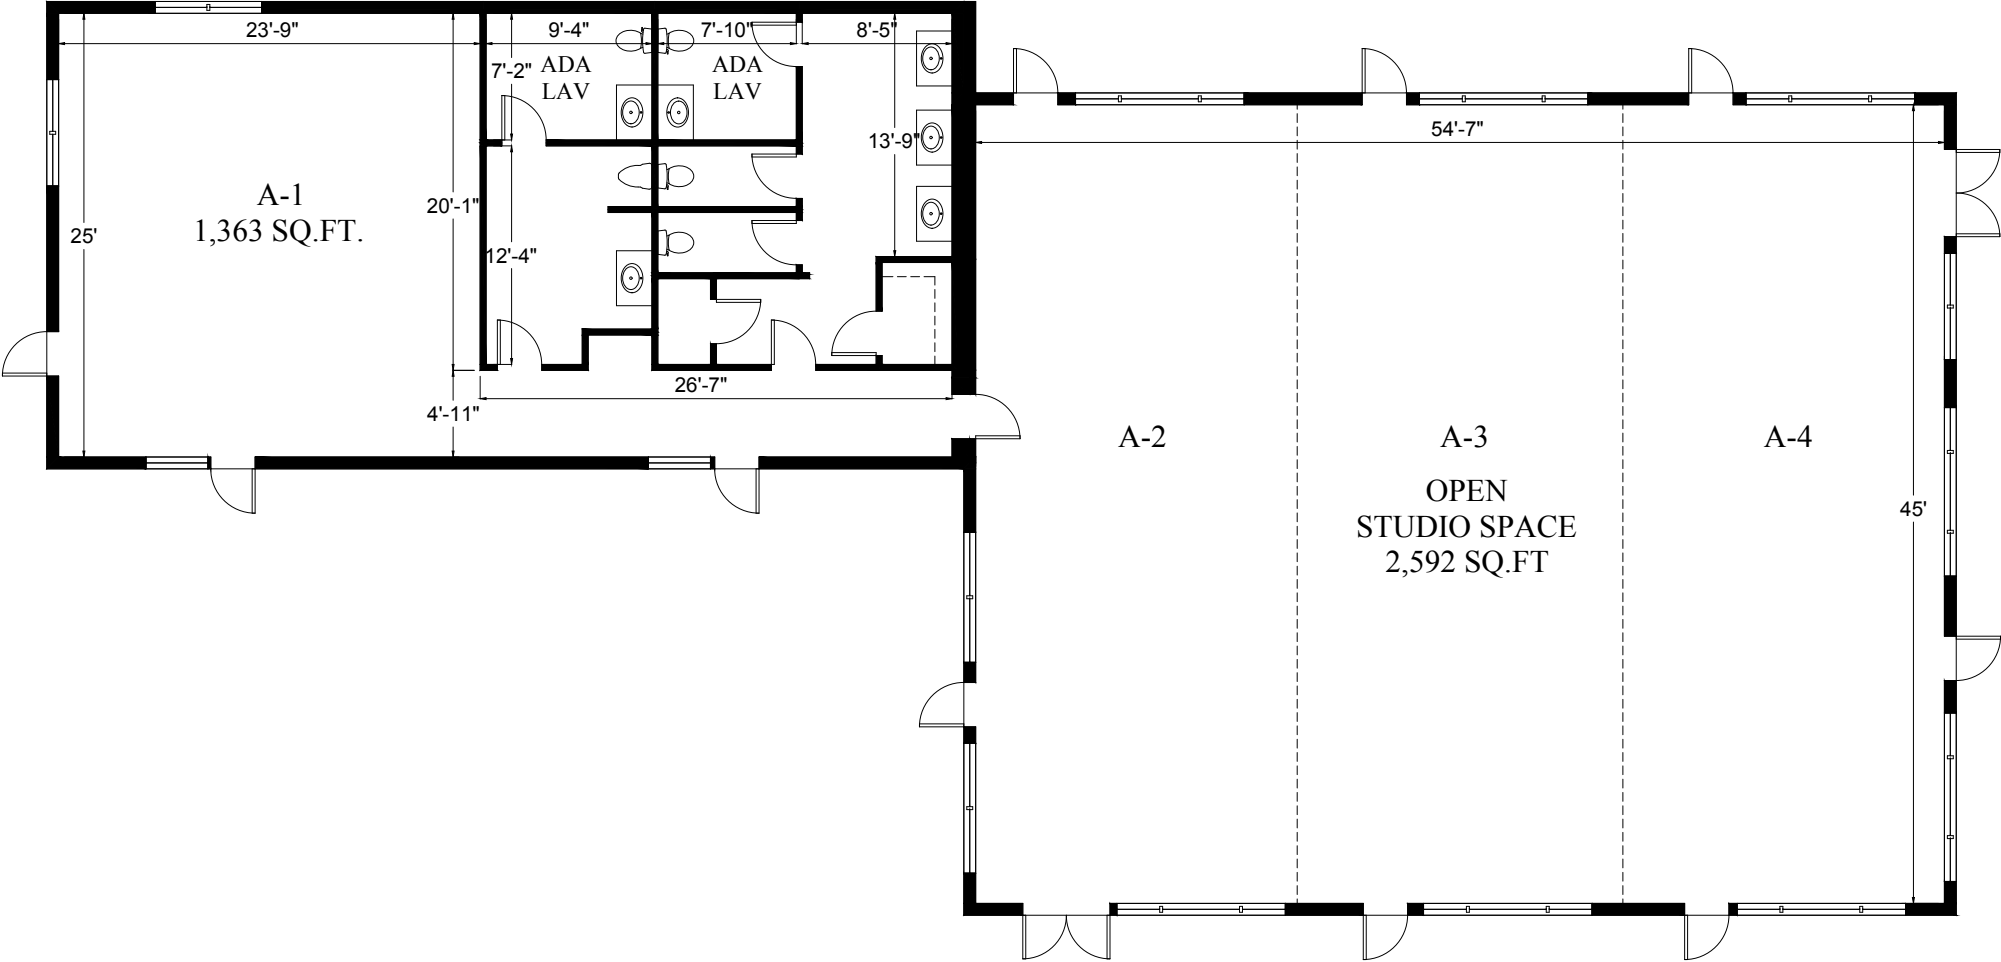 23'-9"
9'-4"
7'-10"
8'-5"
7'-2"
ADA
LAV
ADA
LAV
54'-7"
13'-9"
A-1
1,363 SQ.FT.
20'-1"
25'
12'-4"
26'-7"
4'-11"
A-2
A-3
A-4
OPEN
STUDIO SPACE
2,592 SQ.FT
45'